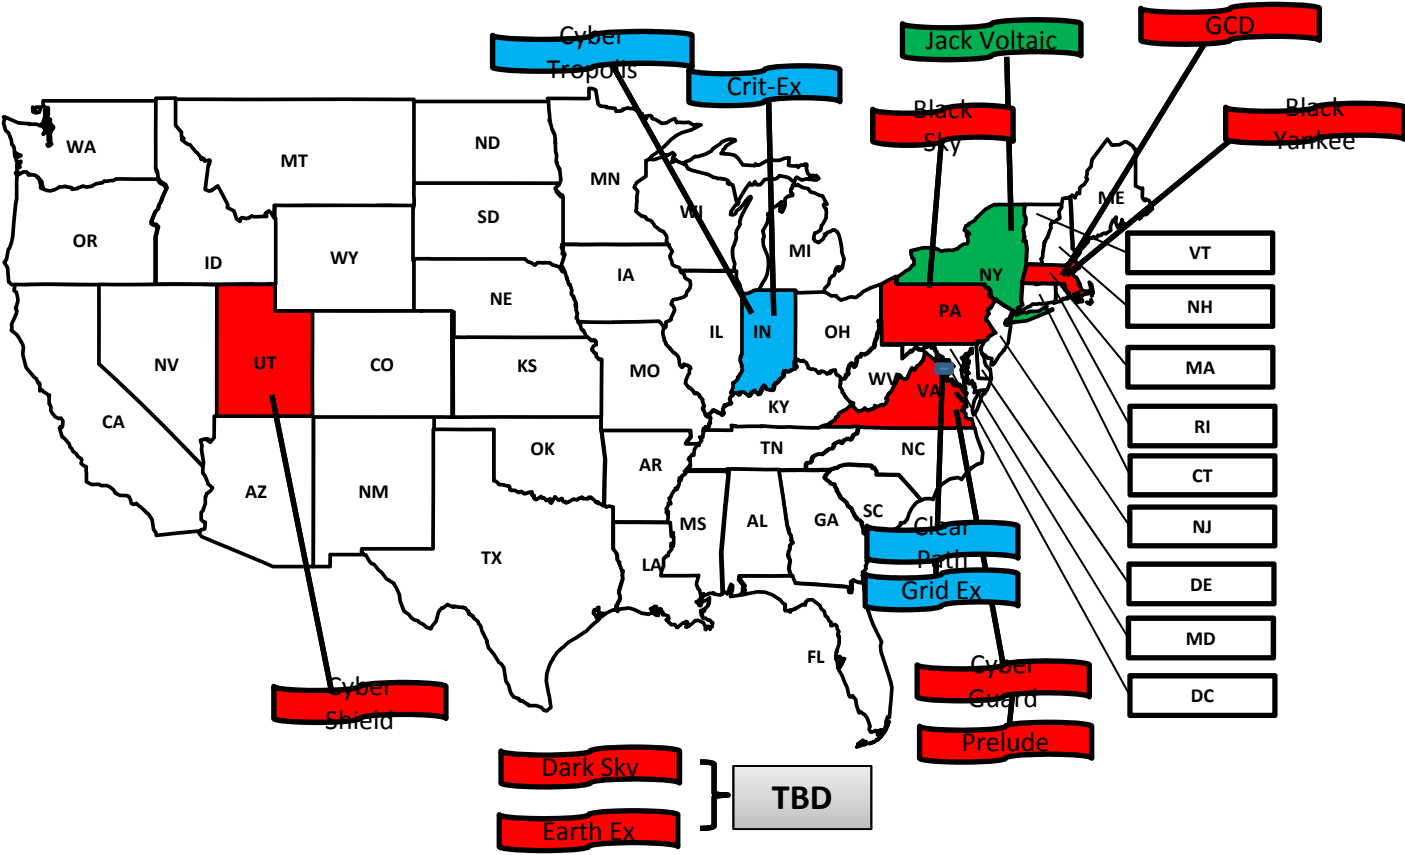 GCD
Cyber
Tropolis
Jack Voltaic
Crit-Ex
Black
Sky
Black
Yankee
WA
MT
ND
MN
OR
ID
WY
SD
WI
MI
ME
NY
VT
NH
NV
UT
CO
NE
IA
IL
IN
OH
PA
MA
CA
KS
MO
KY
WV
VA
RI
AZ
NM
OK
AR
TN
NC
CT
TX
LA
MS
AL
GA
SC
NJ
Clear
Path
Grid Ex
DE
FL
MD
Cyber
Shield
Cyber
Guard
Prelude
DC
Dark Sky
Earth Ex
TBD